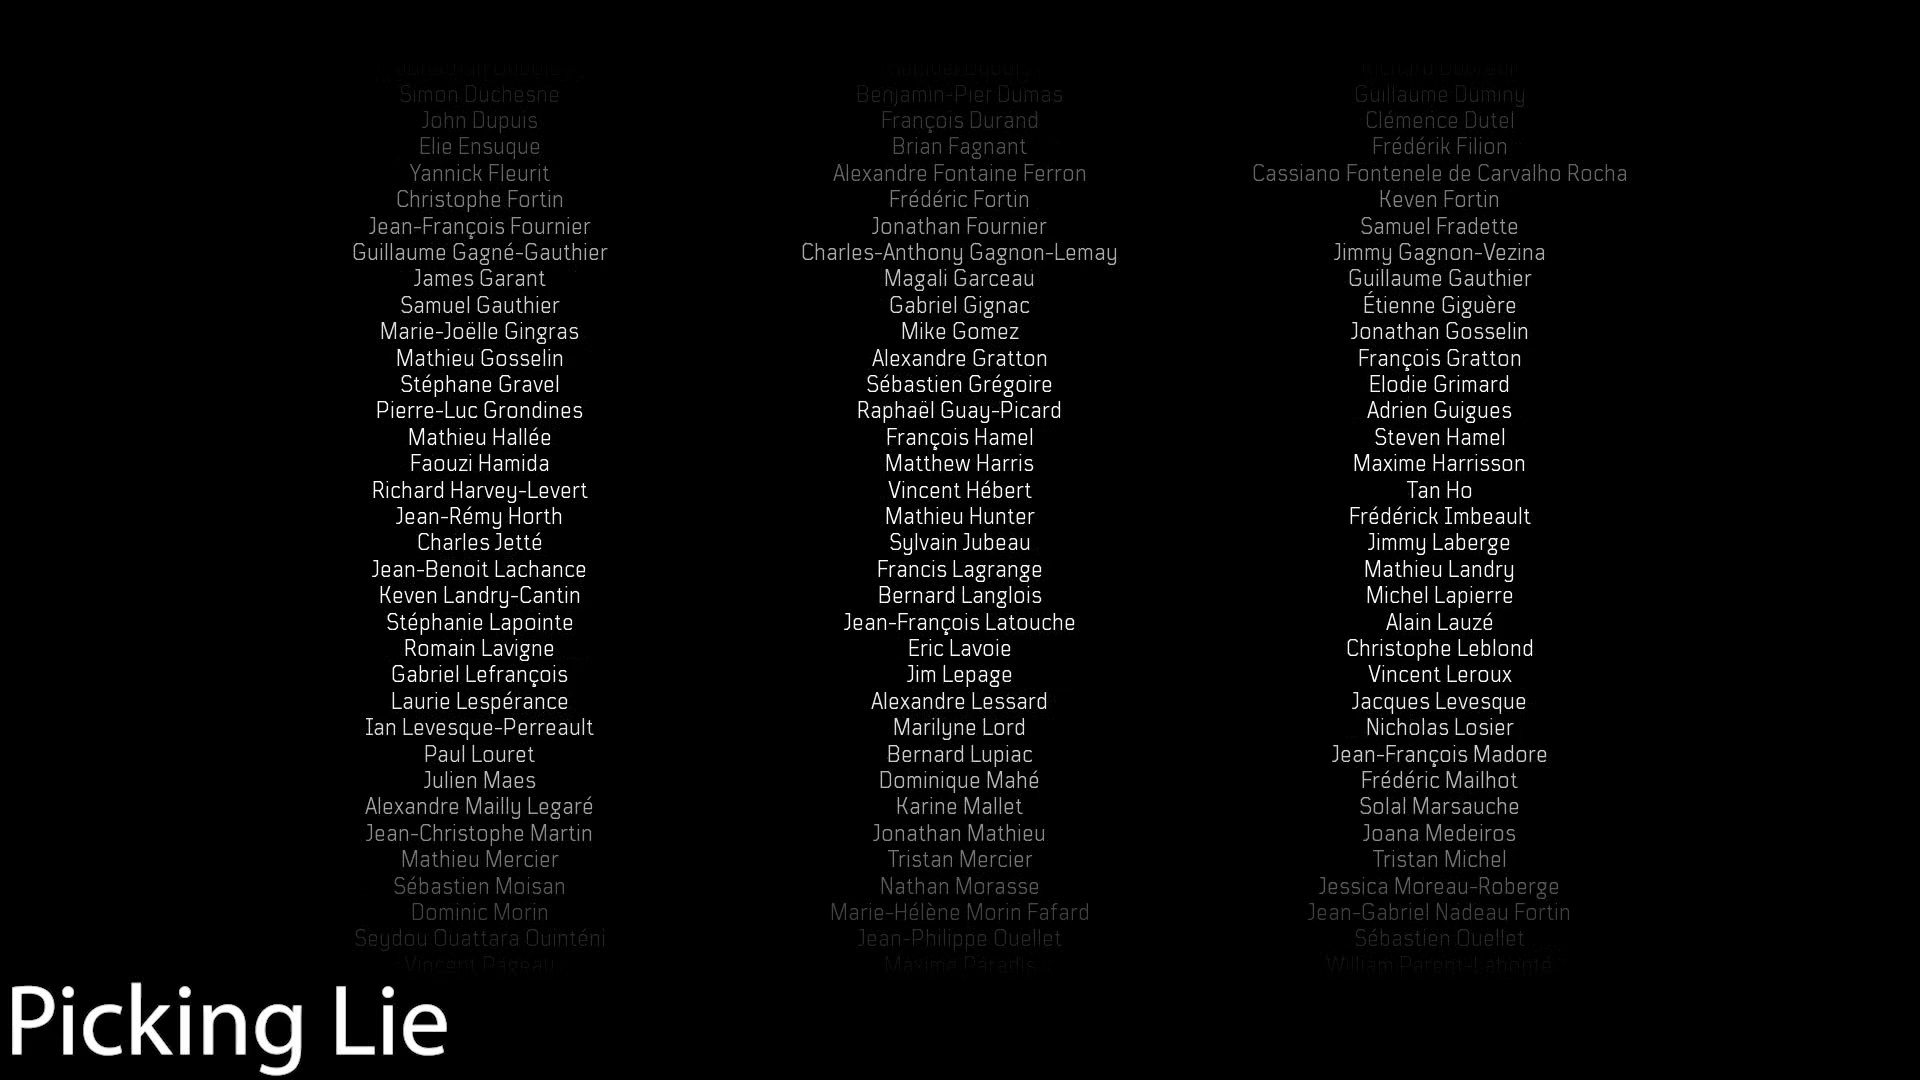 Simon Duchesne Benjamin-Pier Dumas Guillaume Duminy
John Dupuis François Durand Clémence Dutel
Elie Ensuque Brian Fagnant Frédérik Filion
Yannick Fleurit Alexandre Fontaine Ferron Cassiano Fontenele de Carvalho Rocha
Christophe Fortin Frédéric Fortin Keven Fortin
Jean-François Fournier Jonathan Fournier Samuel Fradette
Guillaume Gagné-Gauthier Charles-Anthony Gagnon-Lemay Jimmy Gagnon-Vezina
James Garant Magali Garceau Guillaume Gauthier
Samuel Gauthier Gabriel Gignac Étienne Giguère
Marie-Joëlle Gingras Mike Gomez Jonathan Gosselin
Mathieu Gosselin Alexandre Gratton François Gratton
Stéphane Gravel Sébastien Grégoire Elodie Grimard
Pierre-Luc Grondines Raphaël Guay-Picard Adrien Guigues
Mathieu Hallée François Hamel Steven Hamel
Faouzi Hamida Matthew Harris Maxime Harrisson
Richard Harvey-Levert Vincent Hébert Tan Ho
Jean-Rémy Horth Mathieu Hunter Frédérick Imbeault
Charles Jetté Sylvain Jubeau Jimmy Laberge
Jean-Benoit Lachance Francis Lagrange Mathieu Landry
Keven Landry-Cantin Bernard Langlois Michel Lapierre
Stéphanie Lapointe Jean-François Latouche Alain Lauzé
Romain Lavigne Eric Lavoie Christophe Leblond
Gabriel Lefrançois Jim Lepage Vincent Leroux
Laurie Lespérance Alexandre Lessard Jacques Levesque
Ian Levesque-Perreault Marilyne Lord Nicholas Losier
Paul Louret Bernard Lupiac Jean-François Madore
Julien Maes Dominique Mahé Frédéric Mailhot
Alexandre Mailly Legaré Karine Mallet Solal Marsauche
Jean-Christophe Martin Jonathan Mathieu Joana Medeiros
Mathieu Mercier Tristan Mercier Tristan Michel
Sébastien Moisan Nathan Morasse Jessica Moreau-Roberge
Dominic Morin Marie-Hélène Morin Fafard Jean-Gabriel Nadeau Fortin
Seydou Ouattara Ouinténi Jean-Philippe Ouellet Sébastien Ouellet
Vincent Pageau Maxime Paradis William Parent-Labonté
Picking Lie